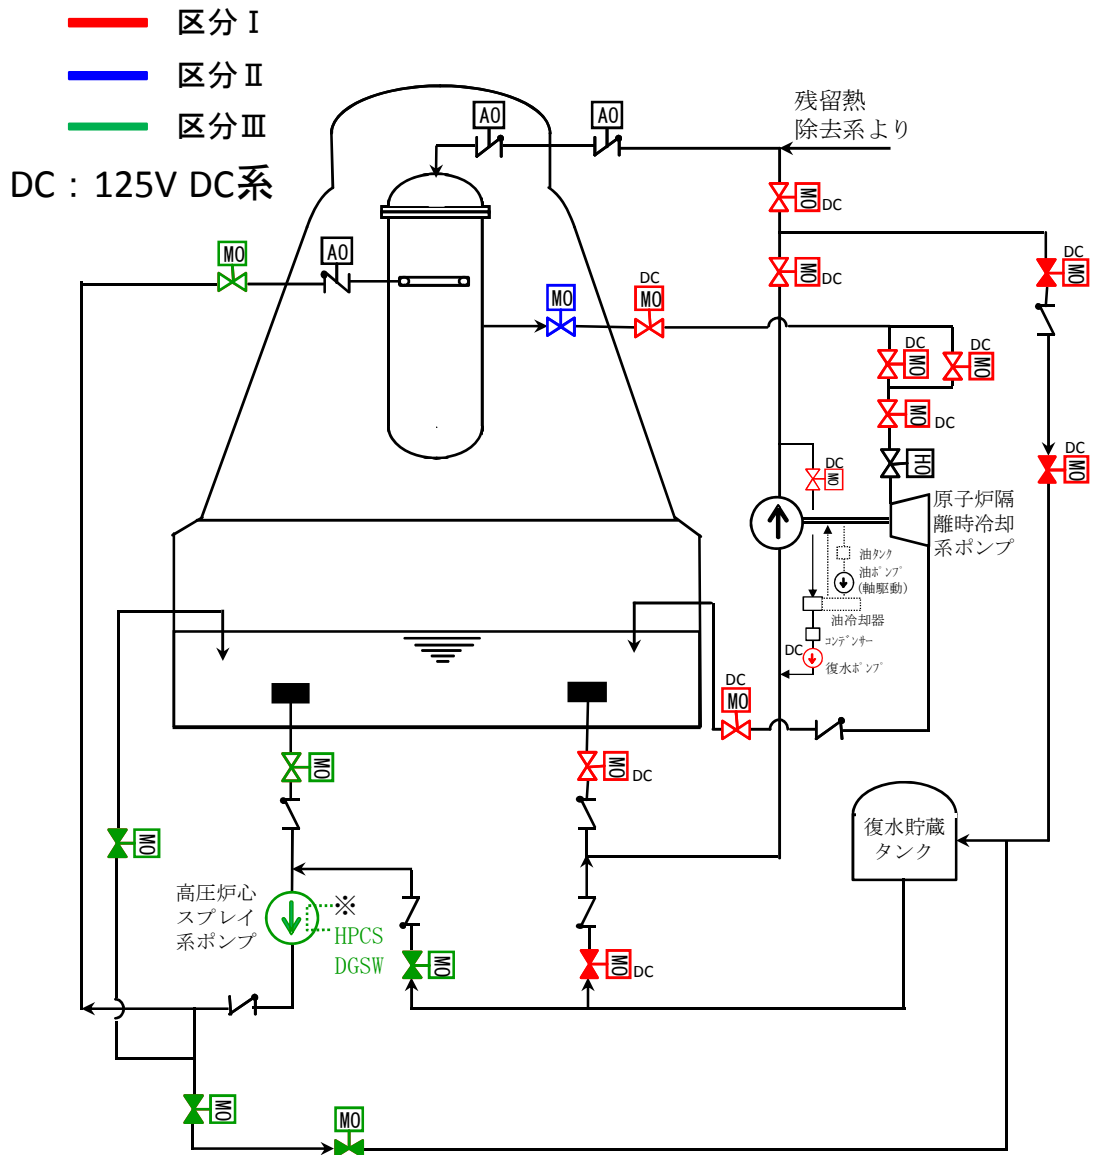 区分Ⅰ
区分Ⅱ
区分Ⅲ
DC：125V DC系
AO
AO
残留熱
除去系より
MO
DC
MO
AO
MO
DC
DC
MO
MO
DC
MO
DC
MO
DC
MO
DC
MO
DC
DC
MO
HO
DC
MO
原子炉隔
離時冷却
系ポンプ
油タンク
油ポンプ
(軸駆動)
油冷却器
コンデンサー
DC
復水ポンプ
DC
MO
MO
MO
DC
MO
復水貯蔵
タンク
高圧炉心
スプレイ
系ポンプ
※
HPCS
DGSW
MO
MO
DC
MO
MO